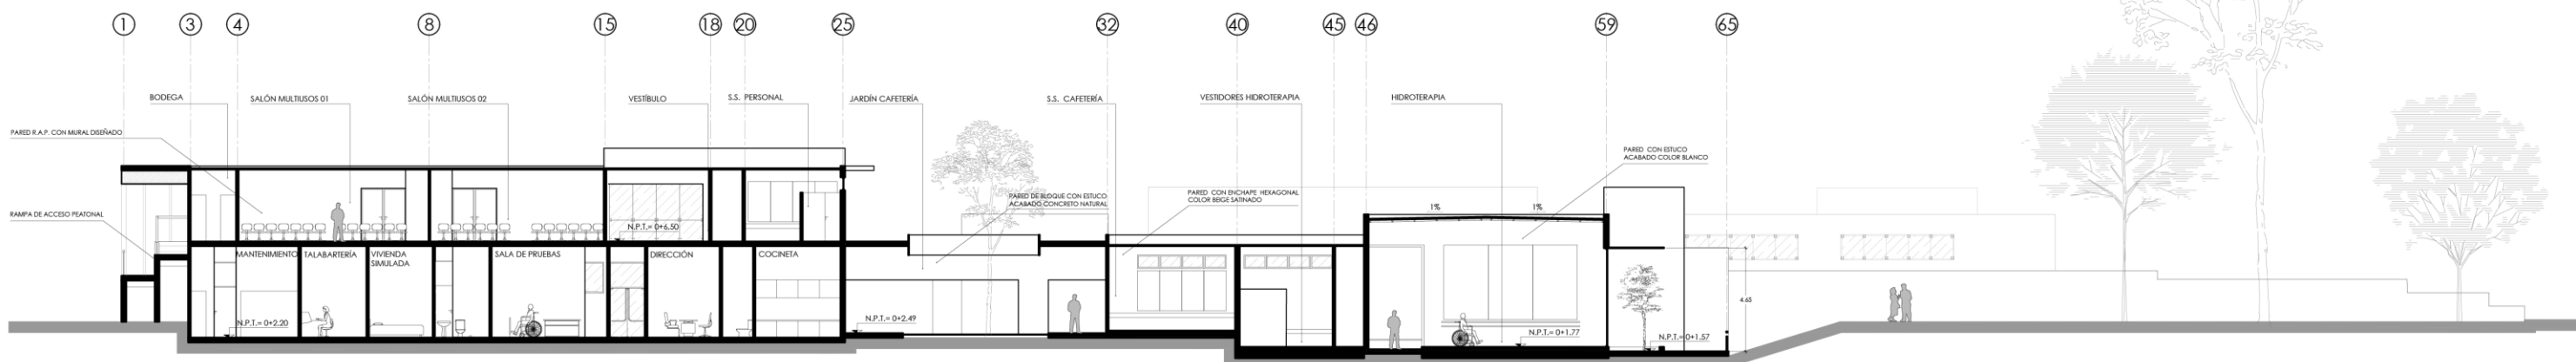 1
3
4
8
15
18
20
25
32
40
45
46
59
65
BODEGA
SALÓN MULTIUSOS 01
SALÓN MULTIUSOS 02
VESTÍBULO
S.S. PERSONAL
JARDÍN CAFETERÍA
S.S. CAFETERÍA
VESTIDORES HIDROTERAPIA
HIDROTERAPIA
PARED R.A.P. CON MURAL DISEÑADO
PARED CON ESTUCO
ACABADO COLOR BLANCO
PARED DE BLOQUE CON ESTUCO
ACABADO CONCRETO NATURAL
PARED CON ENCHAPE HEXAGONAL
COLOR BEIGE SATINADO
1%
1%
RAMPA DE ACCESO PEATONAL
N.P.T.= 0+6.50
MANTENIMIENTO
TALABARTERÍA
VIVIENDA
SIMULADA
SALA DE PRUEBAS
DIRECCIÓN
COCINETA
4.65
N.P.T.= 0+2.20
N.P.T.= 0+2.49
N.P.T.= 0+1.77
N.P.T.= 0+1.57